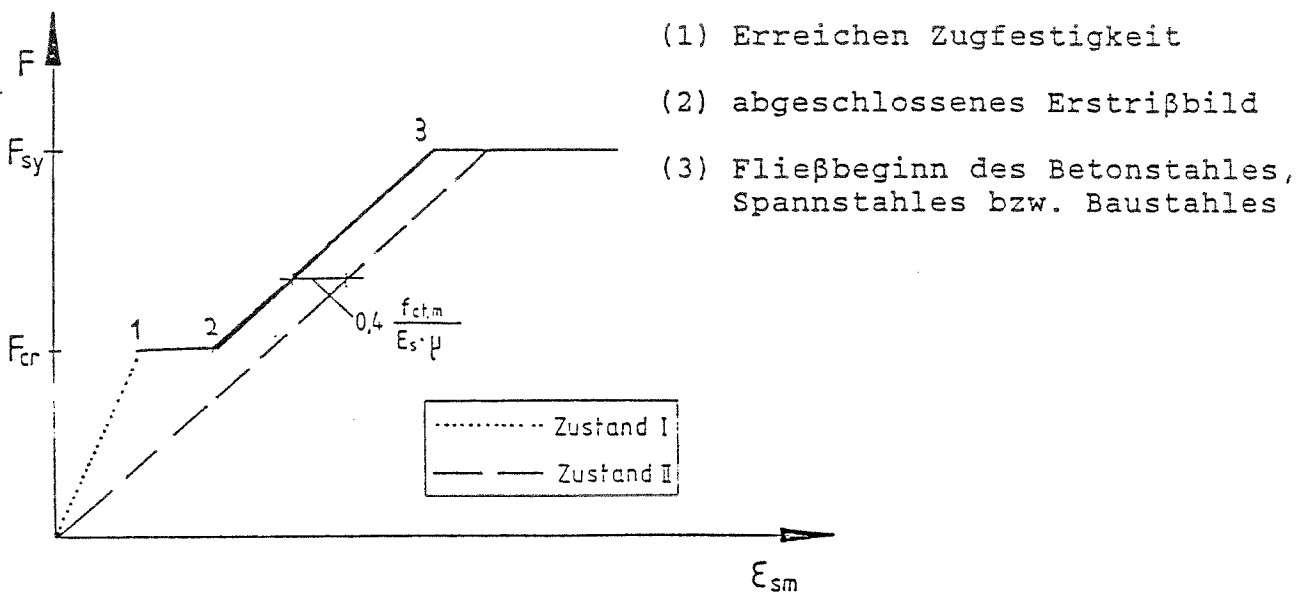 (1) Erreichen Zugfestigkeit
(2) abgeschlossenes Erstrißbild
(3) Fließbeginn des Betonstahles,
Spannstahles bzw. Baustahles
F
Fsy
Fcr
1
2
3
0,4 fct,m / Es·μ
Zustand I
Zustand II
εsm